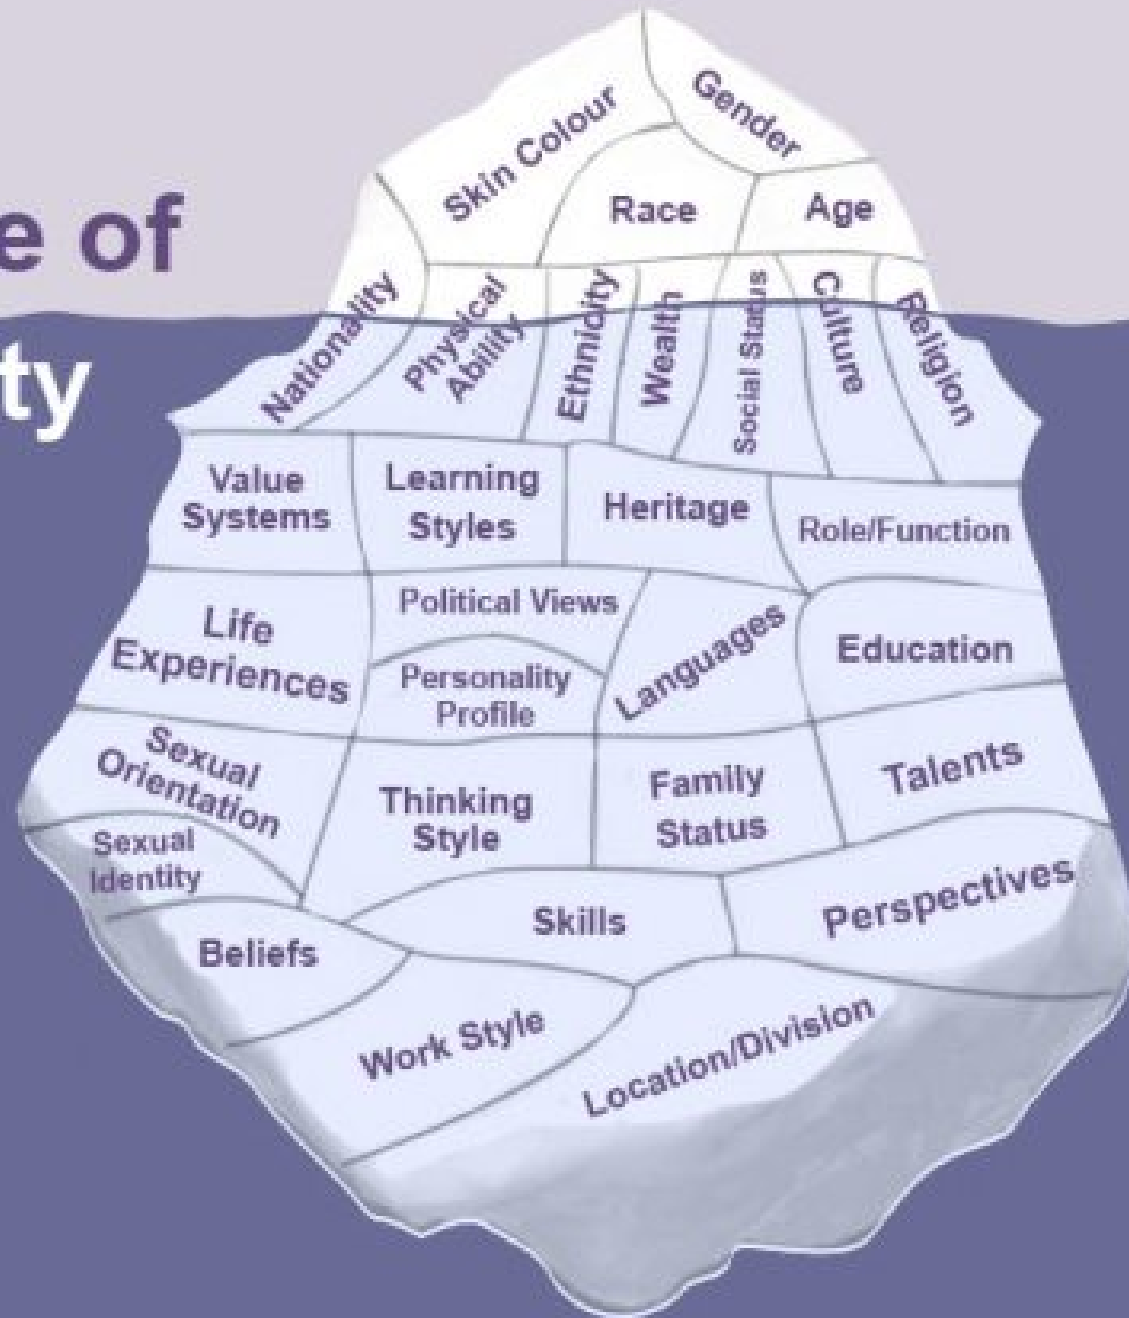 e of
ty
Skin Colour
Gender
Race
Age
Nationality
Physical
Ability
Ethnicity
Wealth
Social Status
Culture
Religion
Value
Systems
Learning
Styles
Heritage
Role/Function
Life
Experiences
Political Views
Personality
Profile
Languages
Education
Sexual
Orientation
Thinking
Style
Family
Status
Talents
Sexual
Identity
Beliefs
Skills
Perspectives
Work Style
Location/Division